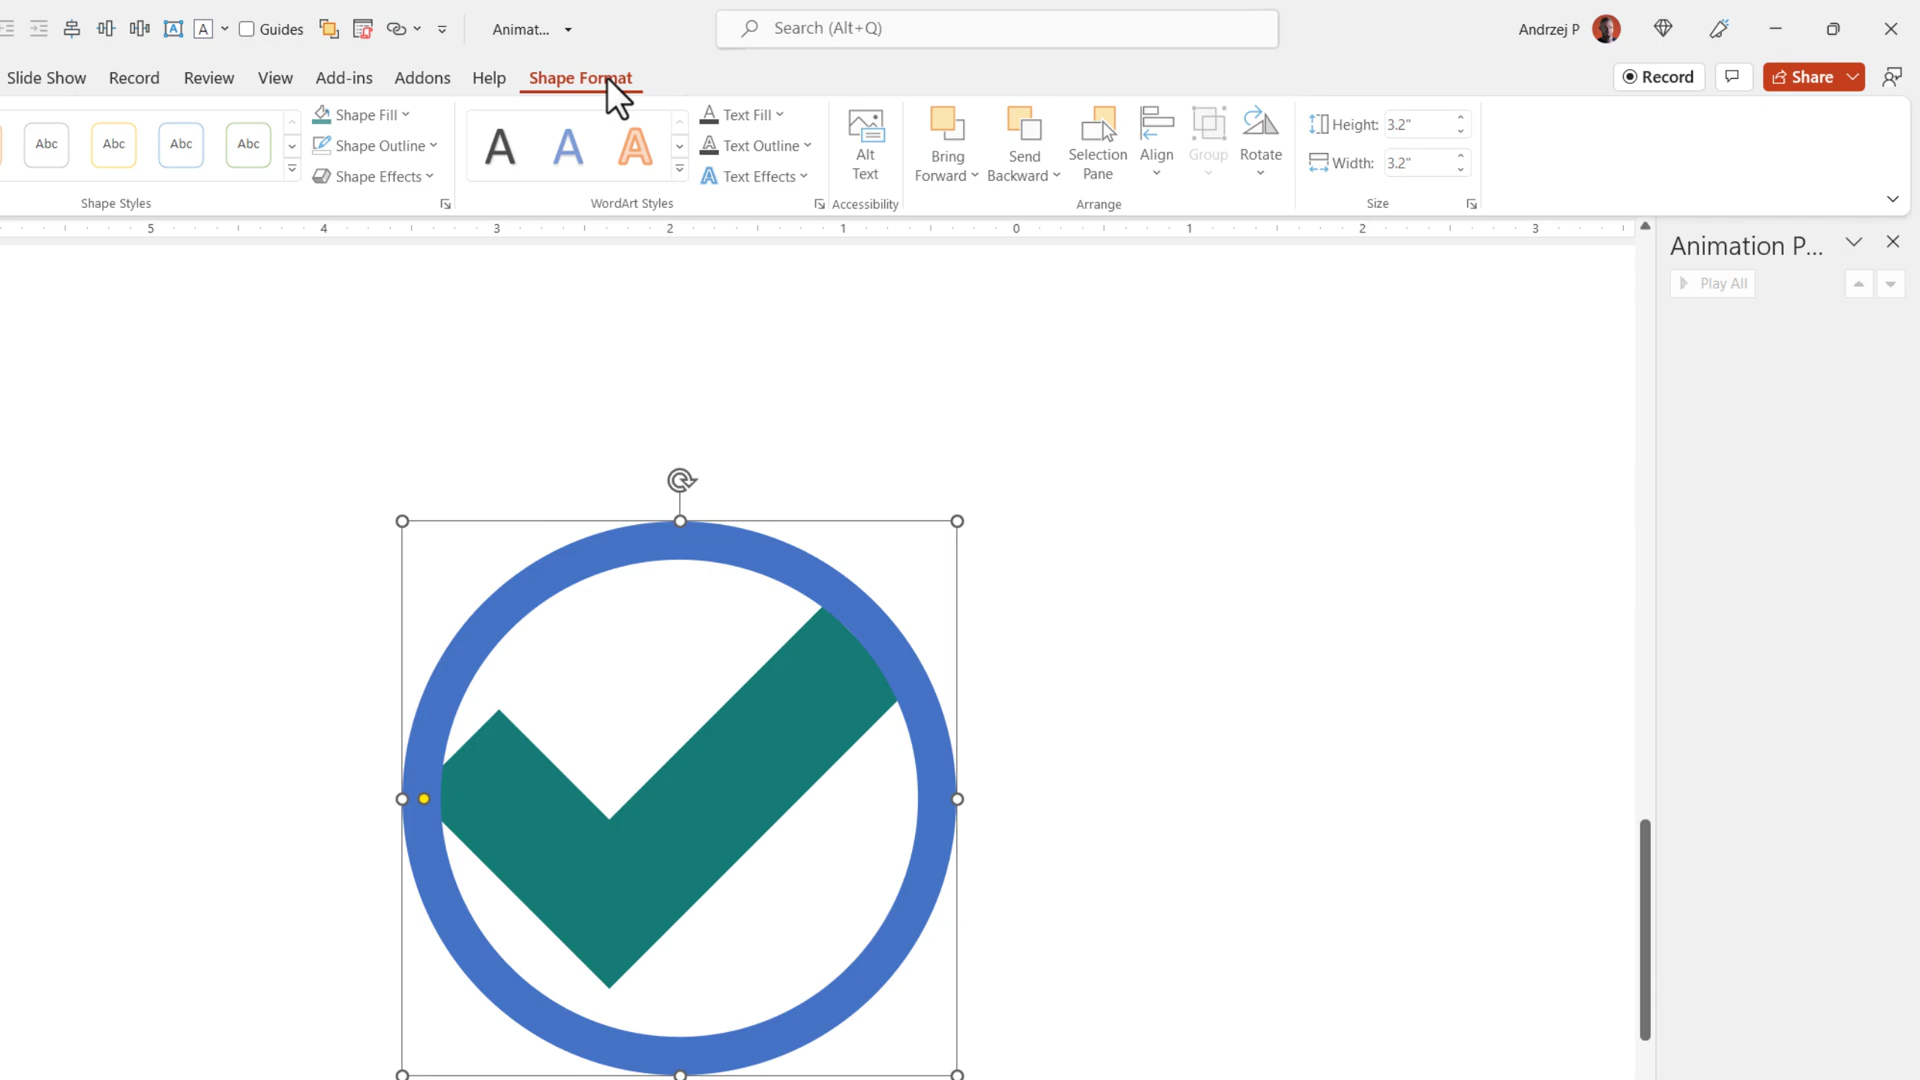 A Guides Animat... Search (Alt+Q) Andrzej P
Slide Show Record Review View Add-ins Addons Help Shape Format Record Share
Abc Abc Abc Abc
Shape Fill
Shape Outline
Shape Effects
Shape Styles
A A A
Text Fill
Text Outline
Text Effects
WordArt Styles
Alt
Text
Accessibility
Bring
Forward
Send
Backward
Selection
Pane
Align
Group
Rotate
Arrange
Height: 3.2"
Width: 3.2"
Size
5 4 3 2 1 0 1 2 3
Animation P...
Play All